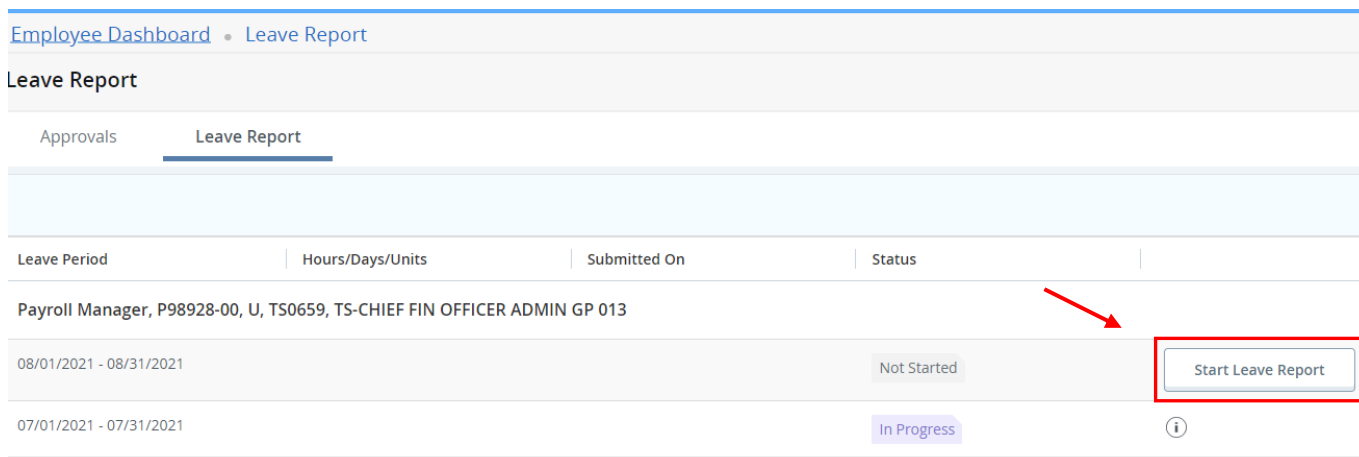 Employee Dashboard • Leave Report
Leave Report
Approvals Leave Report
Leave Period Hours/Days/Units Submitted On Status
Payroll Manager, P98928-00, U, TS0659, TS-CHIEF FIN OFFICER ADMIN GP 013
08/01/2021 - 08/31/2021 Not Started Start Leave Report
07/01/2021 - 07/31/2021 In Progress